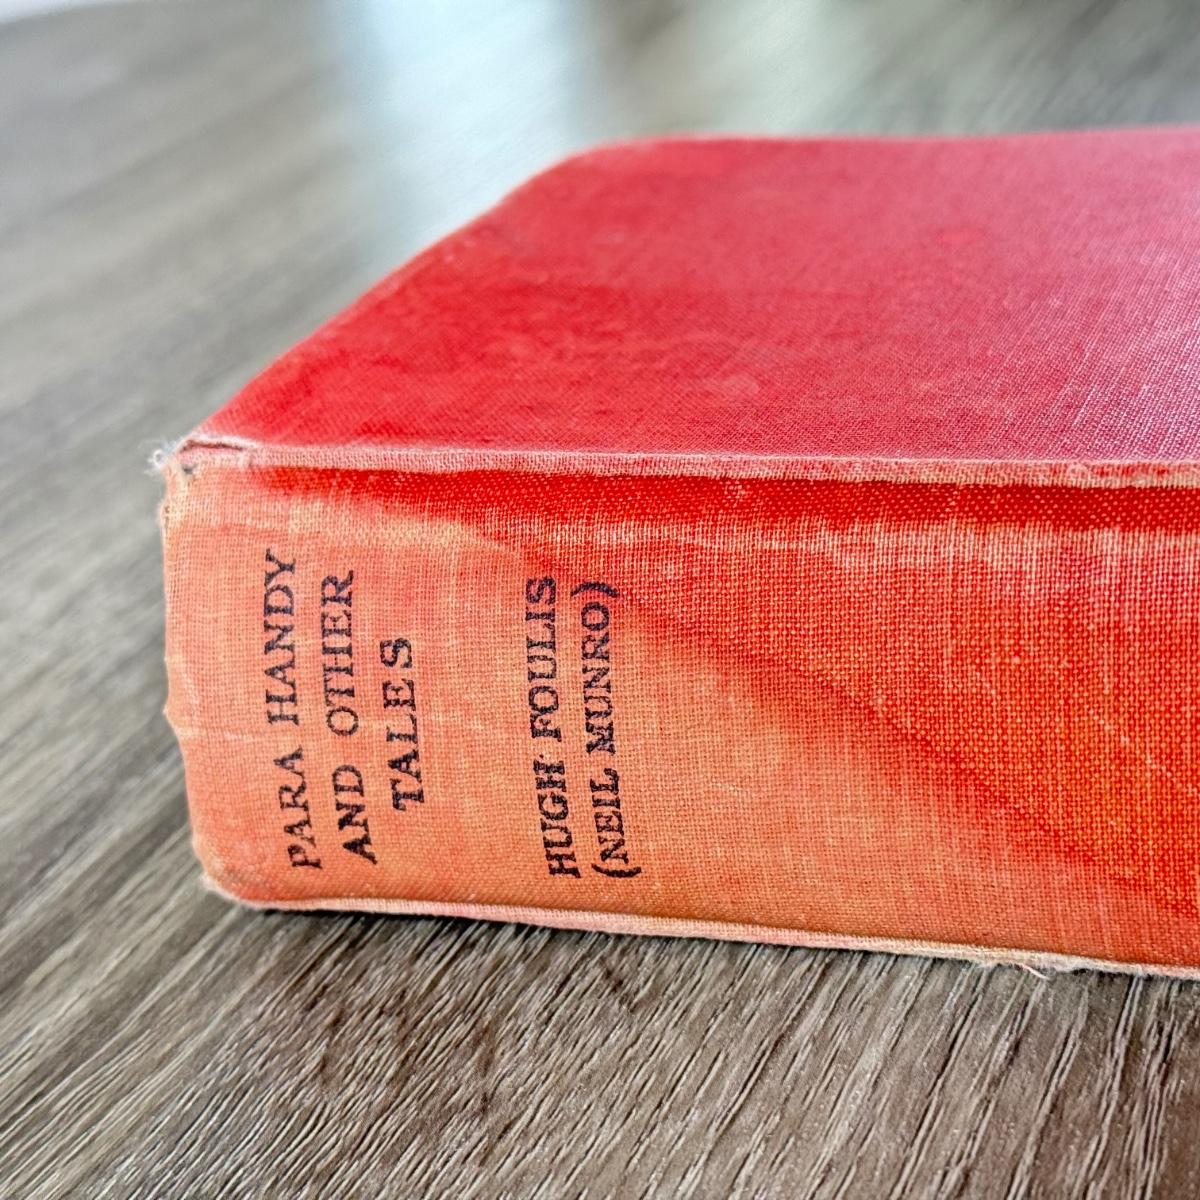 PARA HANDY
AND OTHER
TALES
HUGH FOULIS
(NEIL MUNRO)